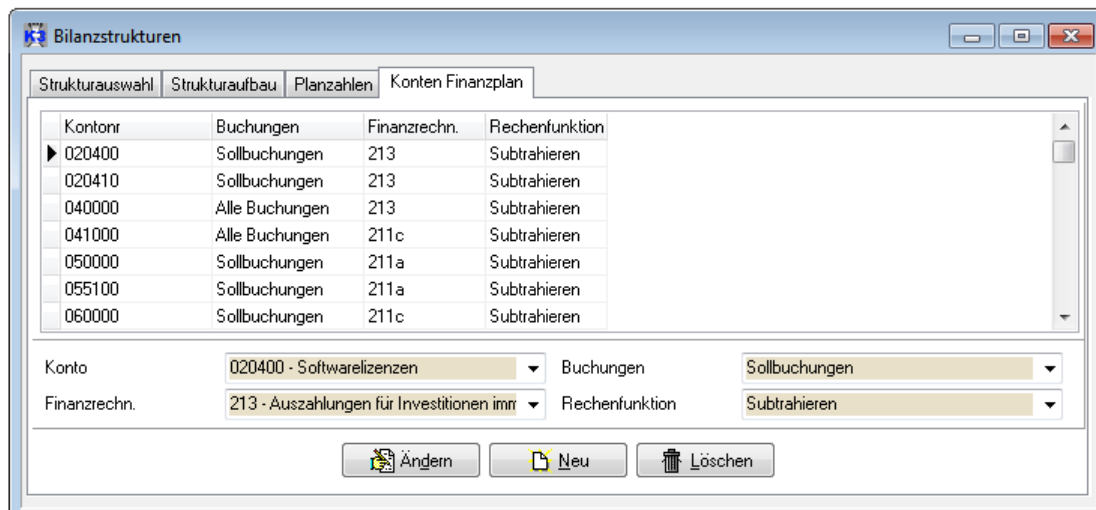 K3 Bilanzstrukturen
Strukturauswahl Strukturaufbau Planzahlen Konten Finanzplan
Kontonr Buchungen Finanzrechn. Rechenfunktion
020400 Sollbuchungen 213 Subtrahieren
020410 Sollbuchungen 213 Subtrahieren
040000 Alle Buchungen 213 Subtrahieren
041000 Alle Buchungen 211c Subtrahieren
050000 Sollbuchungen 211a Subtrahieren
055100 Sollbuchungen 211a Subtrahieren
060000 Sollbuchungen 211c Subtrahieren
Konto 020400 - Softwarelizenzen Buchungen Sollbuchungen
Finanzrechn. 213 - Auszahlungen für Investitionen imm Rechenfunktion Subtrahieren
Ändern Neu Löschen